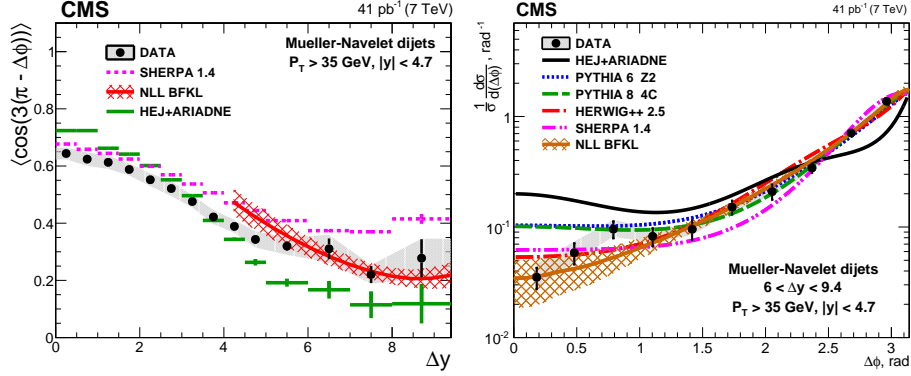 CMS
41 pb⁻¹ (7 TeV)
⟨cos(3(π - Δϕ))⟩
1
0.8
0.6
0.4
0.2
0
DATA
SHERPA 1.4
NLL BFKL
HEJ+ARIADNE
Mueller-Navelet dijets
P_T > 35 GeV, |y| < 4.7
0 2 4 6 8
Δy
CMS
41 pb⁻¹ (7 TeV)
1/σ dσ/d(Δϕ), rad⁻¹
1
10⁻¹
10⁻²
DATA
HEJ+ARIADNE
PYTHIA 6 Z2
PYTHIA 8 4C
HERWIG++ 2.5
SHERPA 1.4
NLL BFKL
Mueller-Navelet dijets
6 < Δy < 9.4
P_T > 35 GeV, |y| < 4.7
0 0.5 1 1.5 2 2.5 3
Δϕ, rad